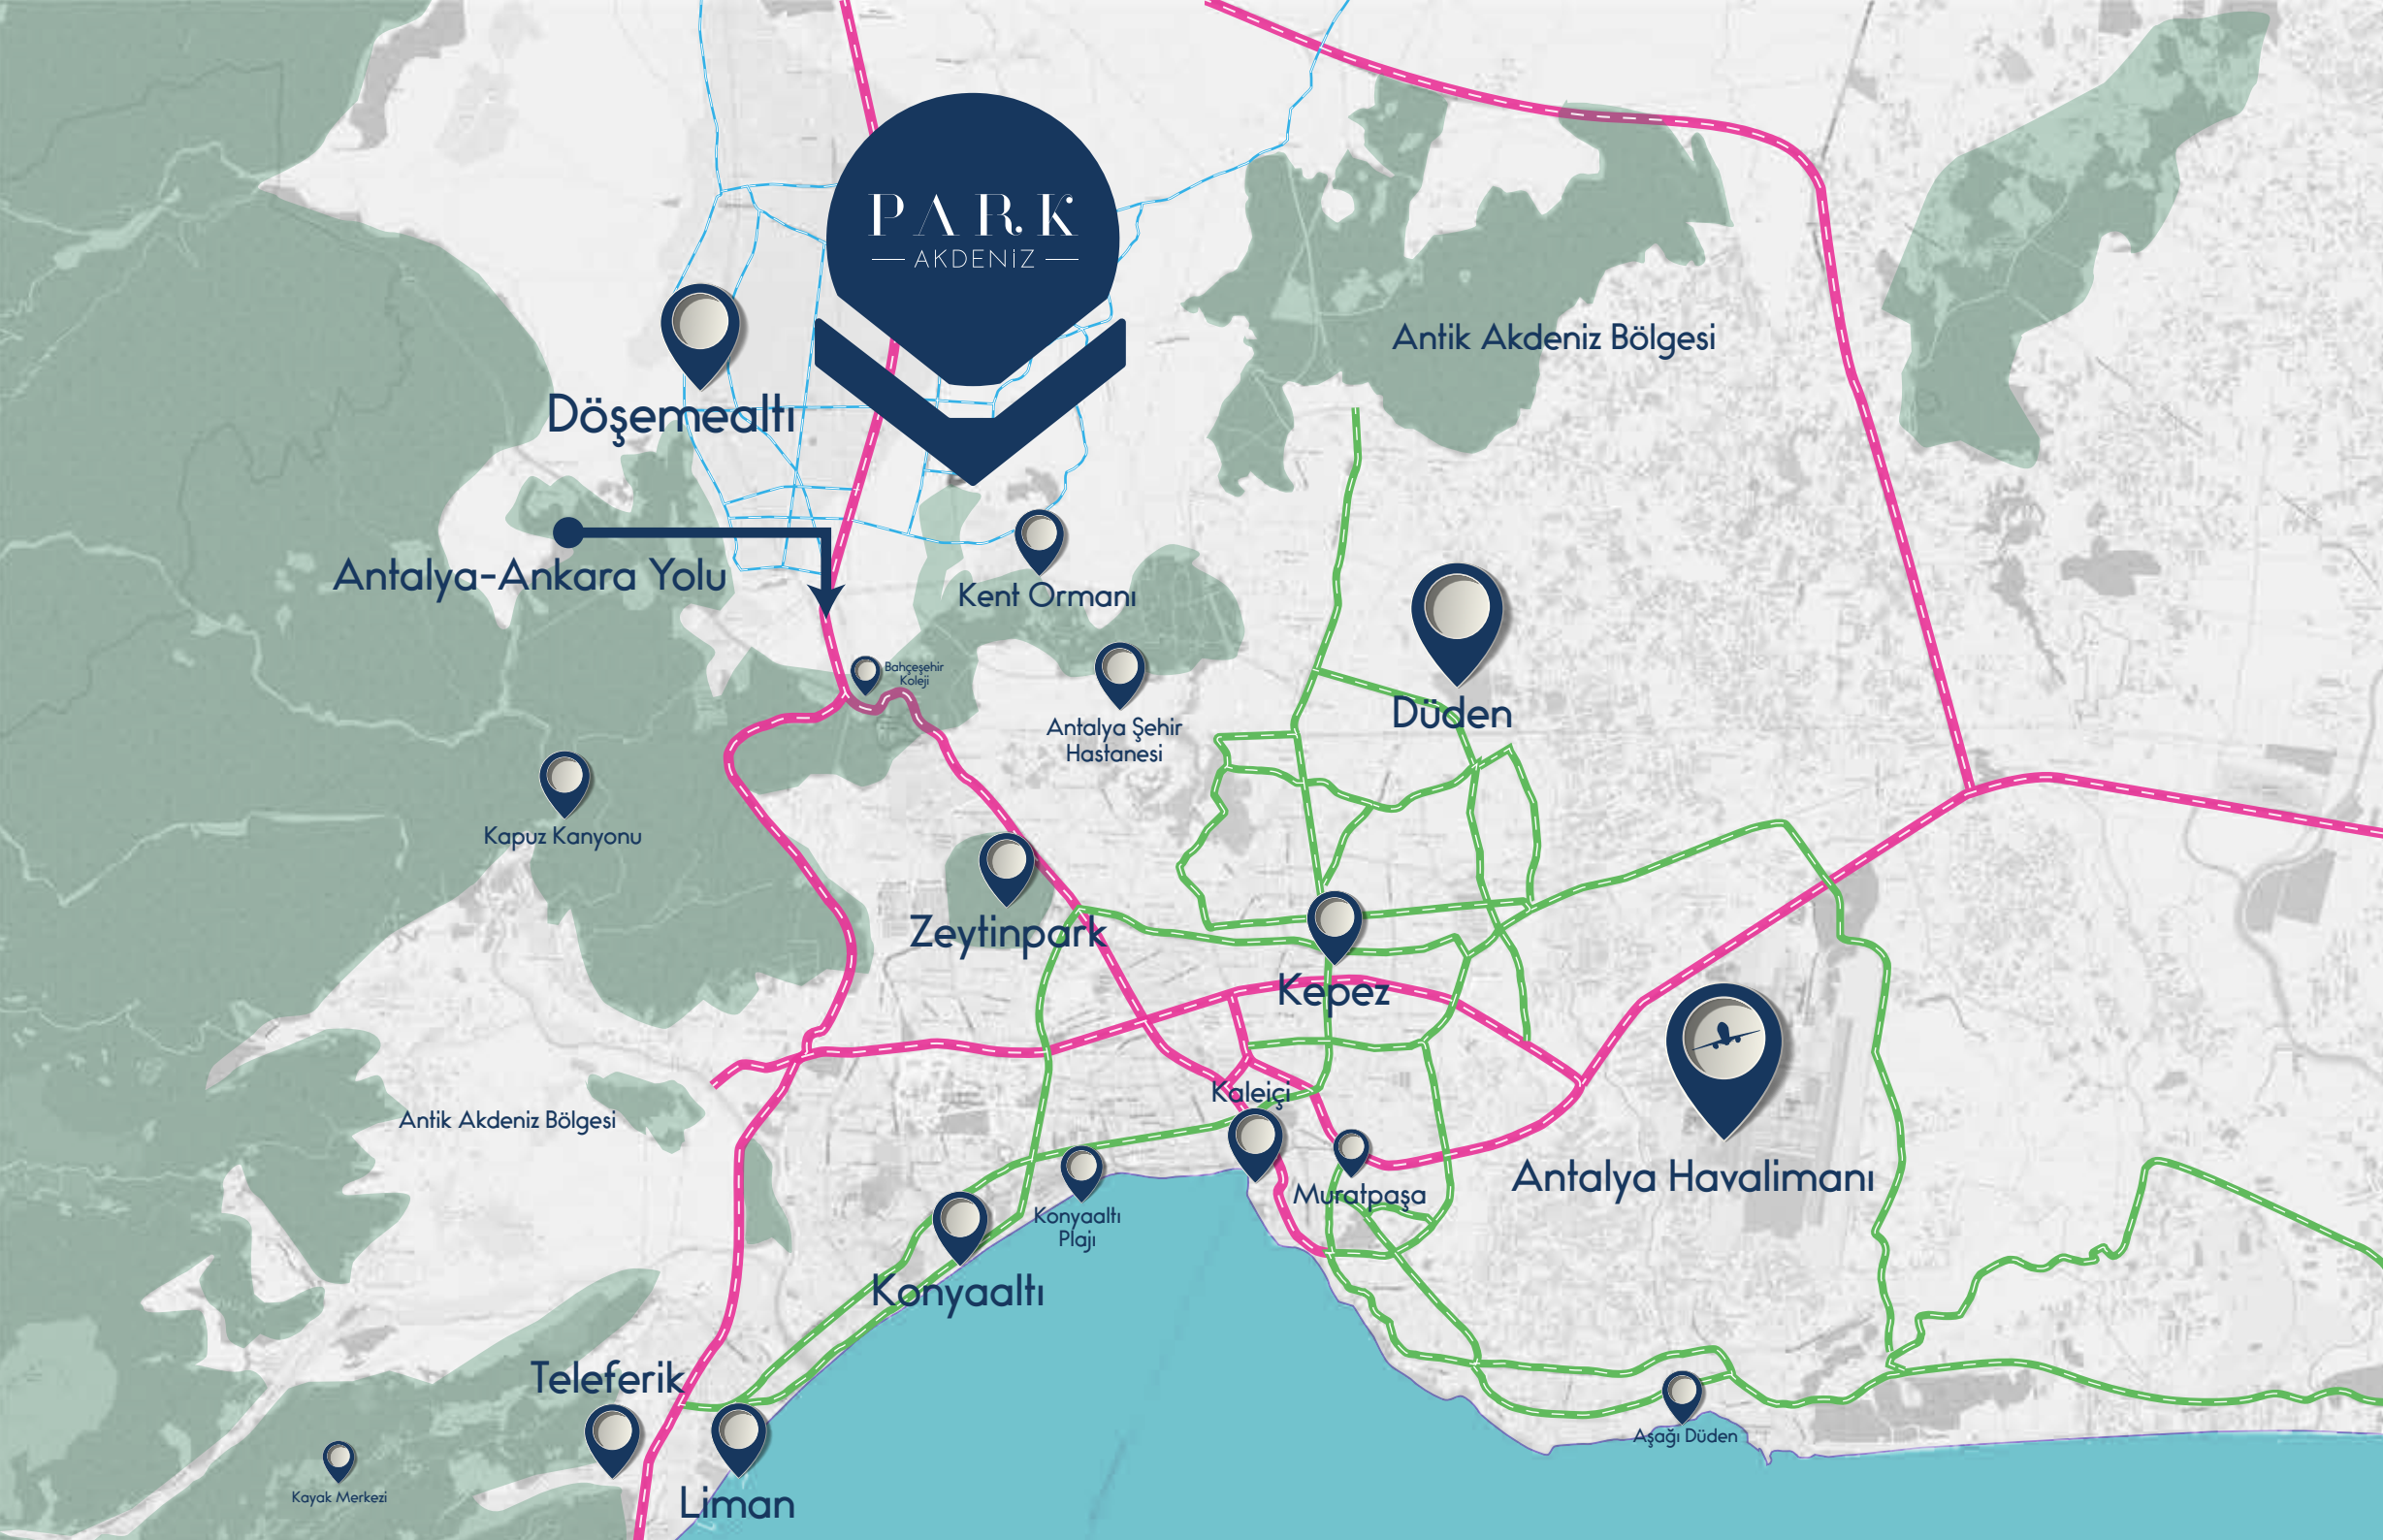 PARK
AKDENİZ
Antik Akdeniz Bölgesi
Döşemealtı
Antalya-Ankara Yolu
Kent Ormanı
Bahçeşehir
Koleji
Düden
Antalya Şehir
Hastanesi
Kapuz Kanyonu
Zeytinpark
Kepez
Kaleiçi
Antik Akdeniz Bölgesi
Antalya Havalimanı
Muratpaşa
Konyaaltı
Plajı
Konyaaltı
Teleferik
Aşağı Düden
Kayak Merkezi
Liman